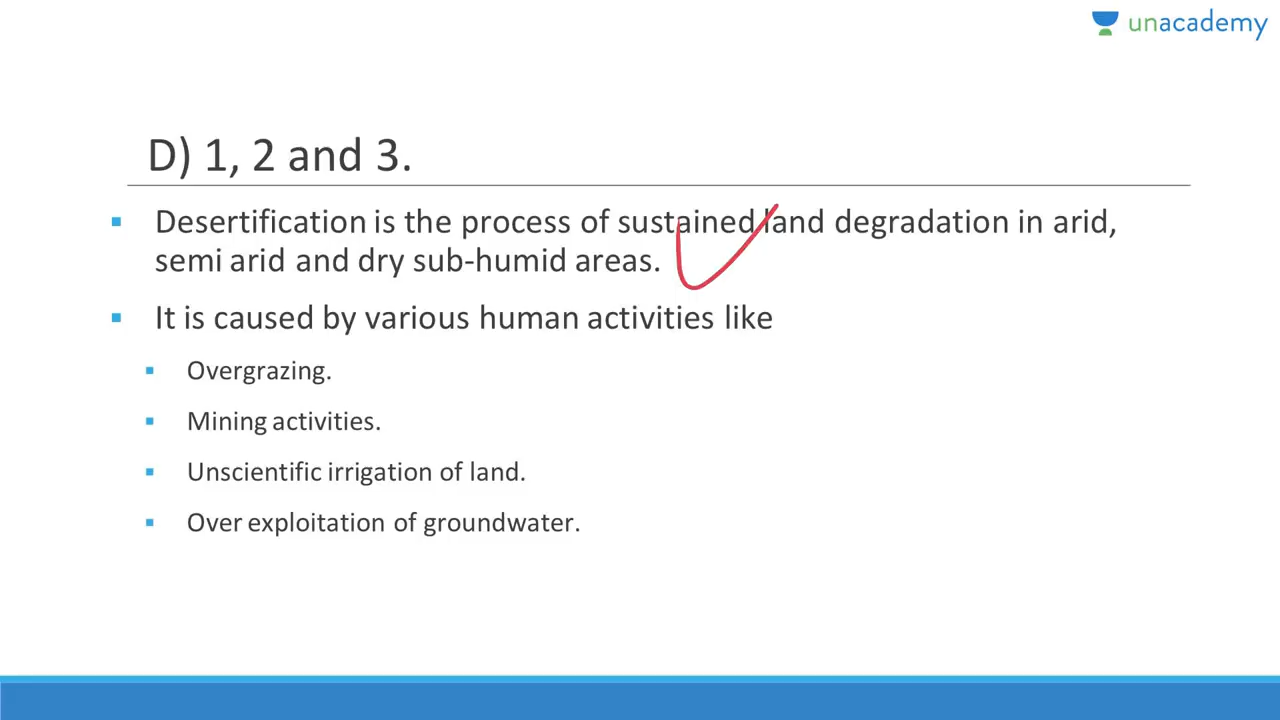 unacademy
D) 1, 2 and 3.
▪ Desertification is the process of sustained land degradation in arid,
semi arid and dry sub-humid areas.
▪ It is caused by various human activities like
▪ Overgrazing.
▪ Mining activities.
▪ Unscientific irrigation of land.
▪ Over exploitation of groundwater.